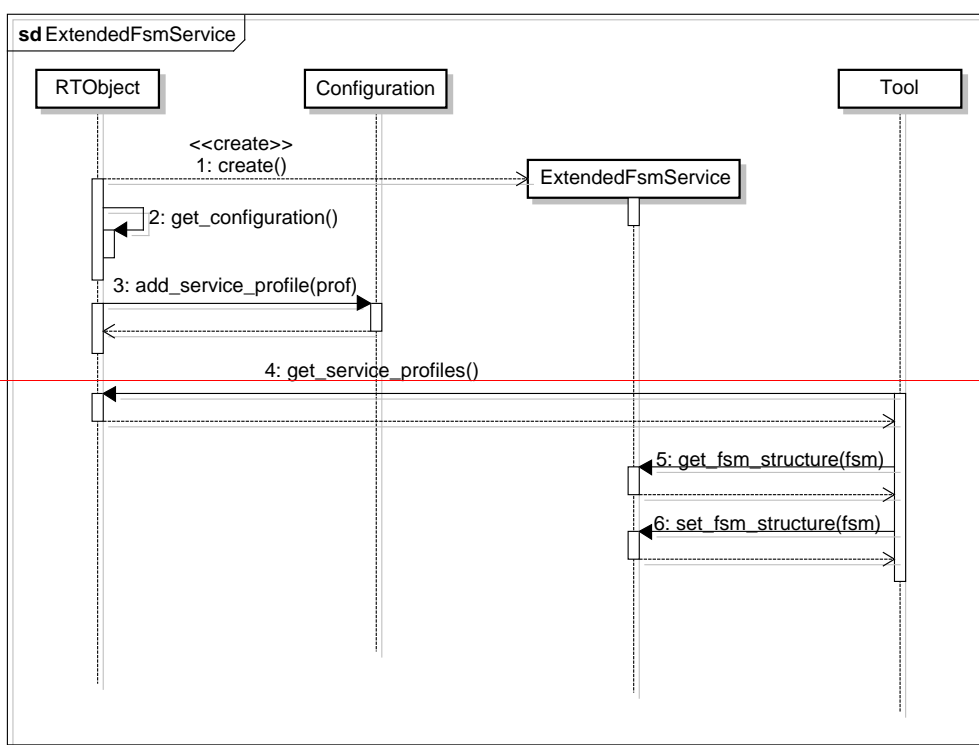 sd ExtendedFsmService
RTObject
Configuration
Tool
<<create>>
1: create()
ExtendedFsmService
2: get_configuration()
3: add_service_profile(prof)
4: get_service_profiles()
5: get_fsm_structure(fsm)
6: set_fsm_structure(fsm)